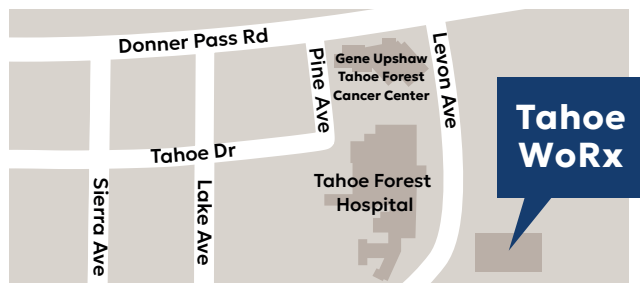 Donner Pass Rd
Pine Ave
Gene Upshaw
Tahoe Forest
Cancer Center
Levon Ave
Tahoe
WoRx
Tahoe Dr
Tahoe Forest
Hospital
Sierra Ave
Lake Ave